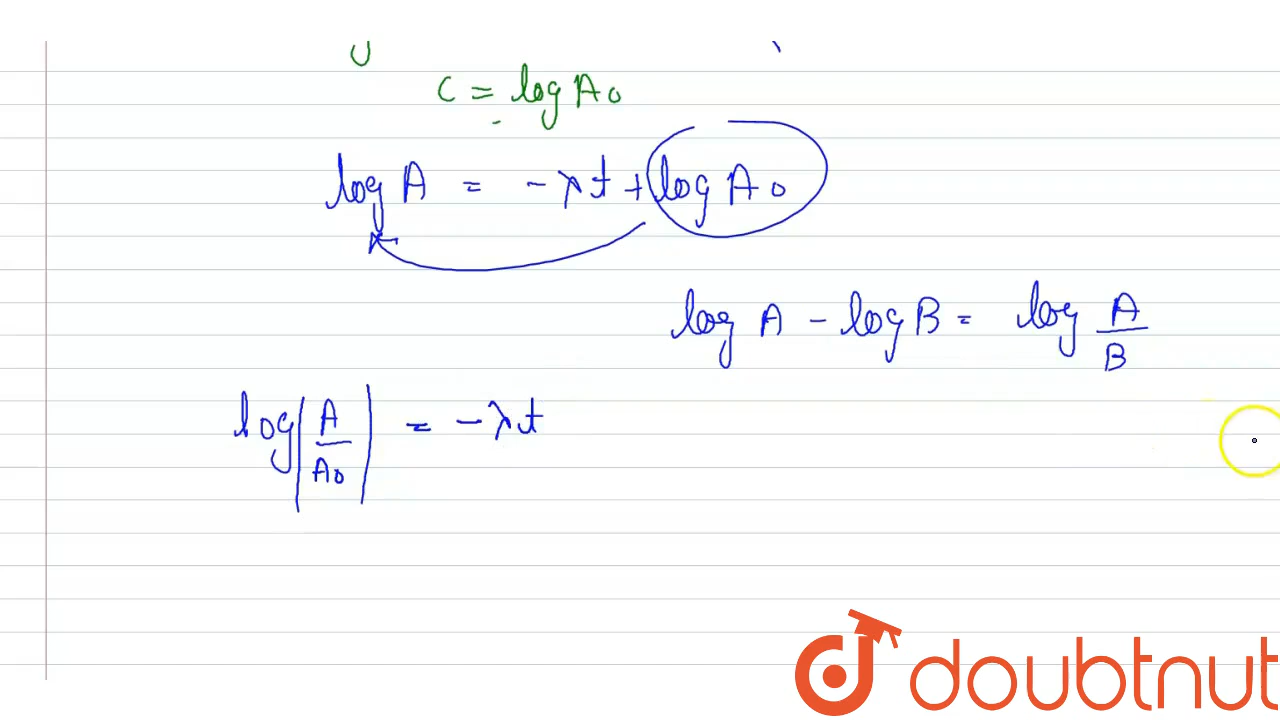 C = log A₀
log A = -λt + log A₀
log A - log B = log A/B
log|A/A₀| = -λt
doubtnut